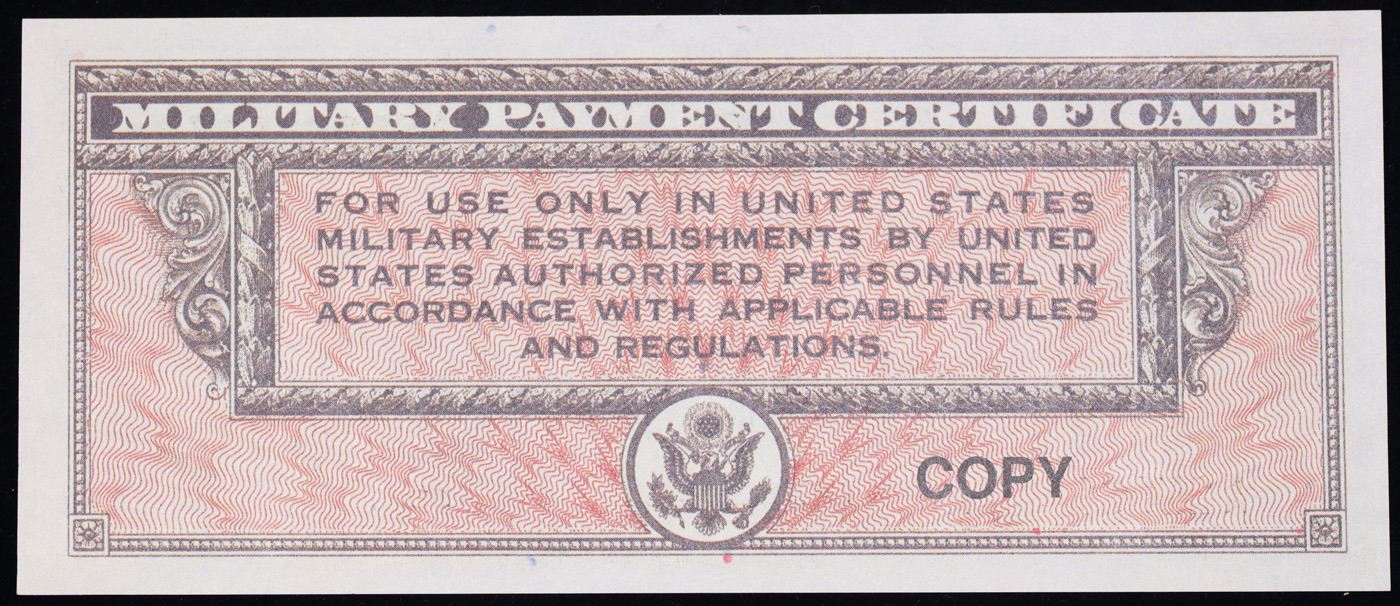 MILITARY PAYMENT CERTIFICATE
FOR USE ONLY IN UNITED STATES
MILITARY ESTABLISHMENTS BY UNITED
STATES AUTHORIZED PERSONNEL IN
ACCORDANCE WITH APPLICABLE RULES
AND REGULATIONS.
COPY